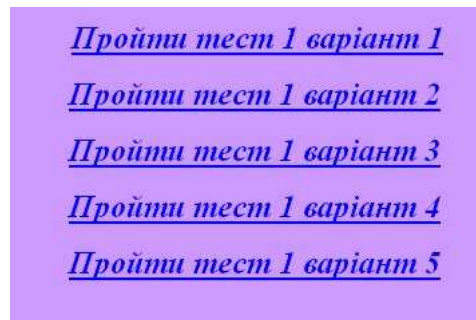 Пройти тест 1 варіант 1
Пройти тест 1 варіант 2
Пройти тест 1 варіант 3
Пройти тест 1 варіант 4
Пройти тест 1 варіант 5